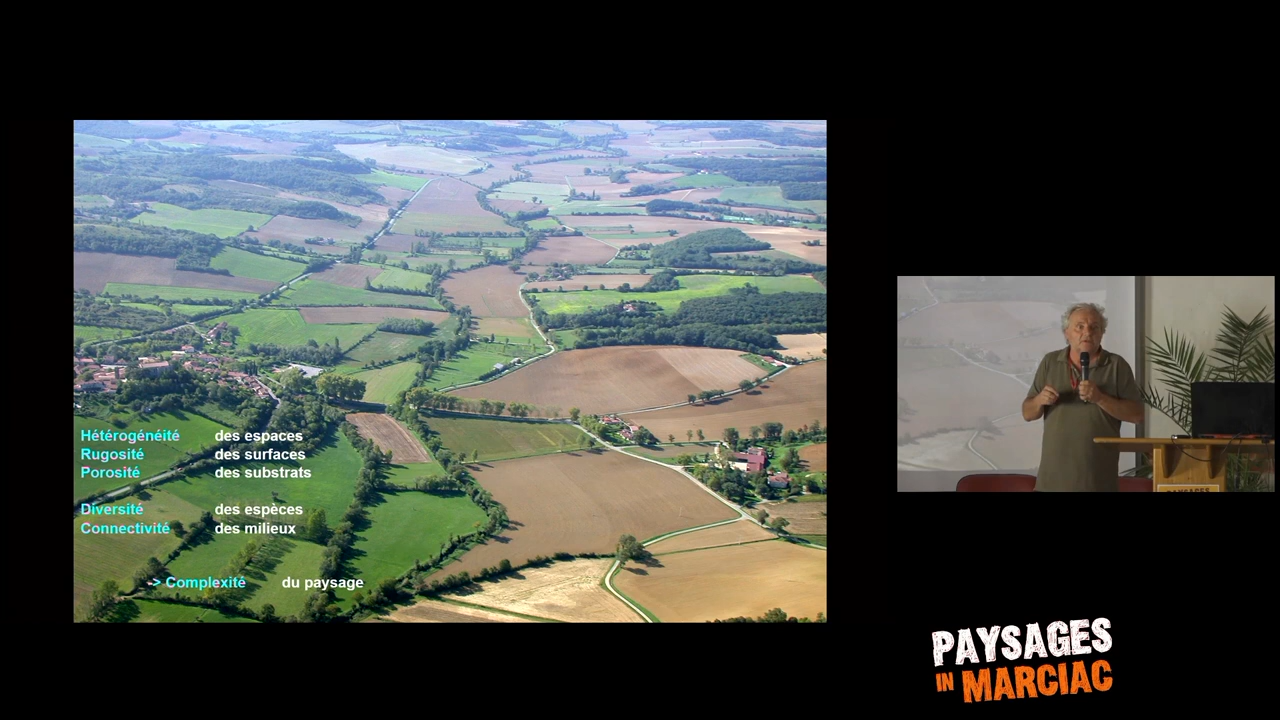 Hétérogénéité des espaces
Rugosité des surfaces
Porosité des substrats
Diversité des espèces
Connectivité des milieux
> Complexité du paysage
PAYSAGES
PAYSAGES
IN MARCIAC